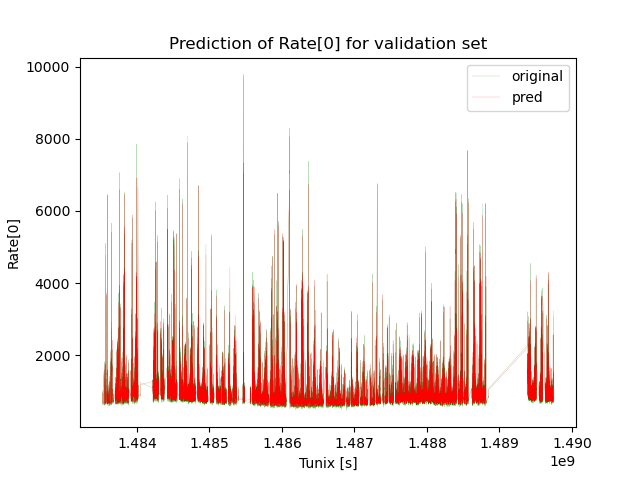 Prediction of Rate[0] for validation set
original
pred
10000
8000
6000
4000
2000
Rate[0]
1.484 1.485 1.486 1.487 1.488 1.489 1.490
1e9
Tunix [s]